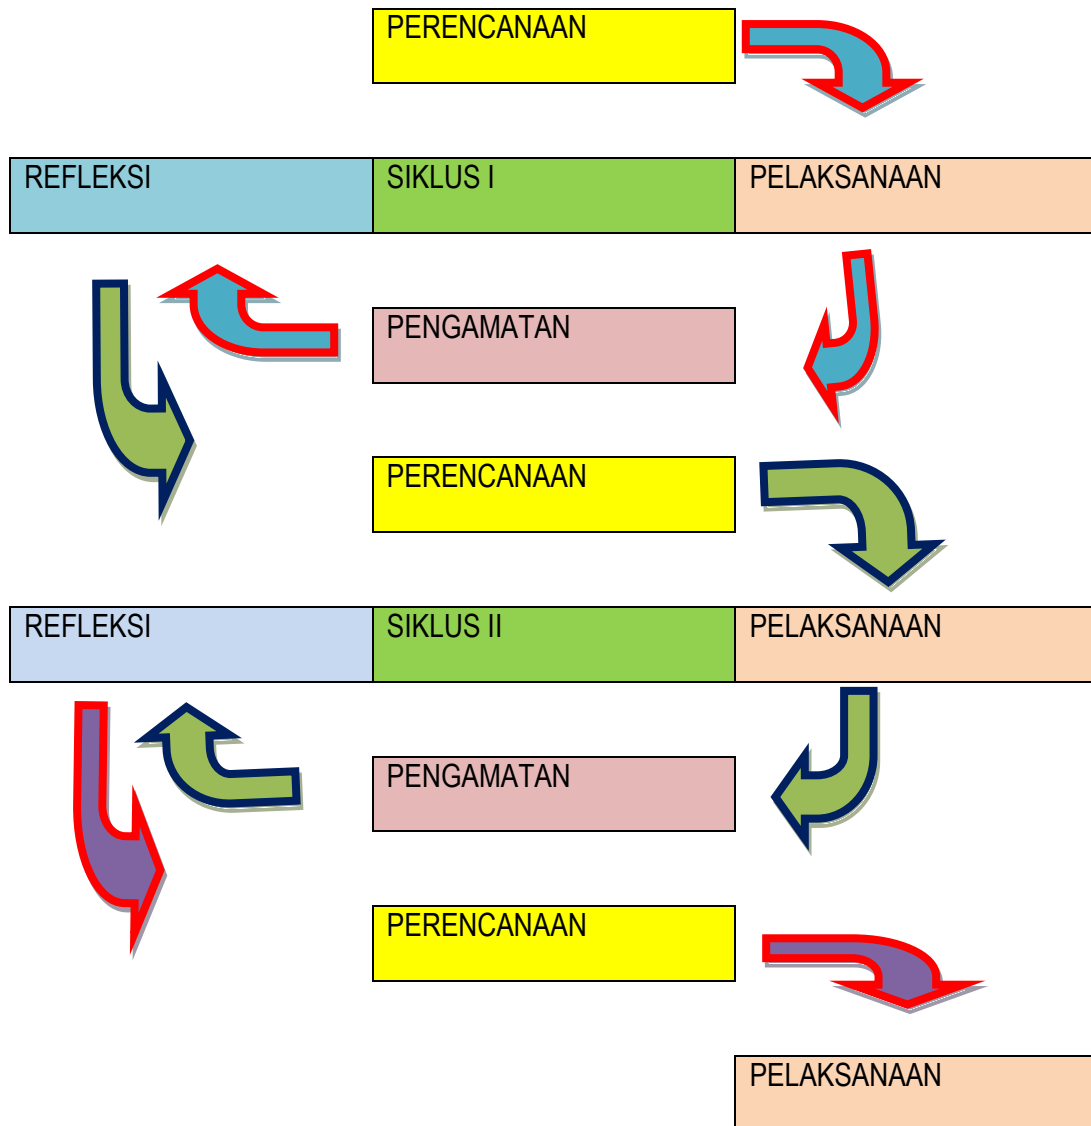 PERENCANAAN
REFLEKSI
SIKLUS I
PELAKSANAAN
PENGAMATAN
PERENCANAAN
REFLEKSI
SIKLUS II
PELAKSANAAN
PENGAMATAN
PERENCANAAN
PELAKSANAAN